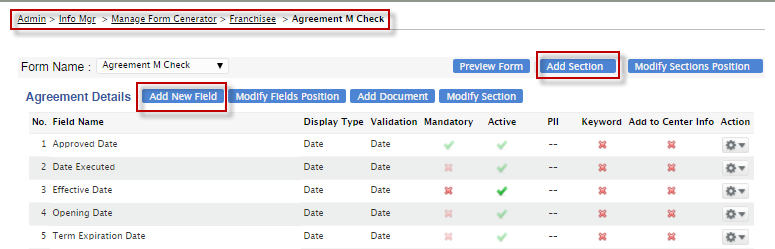 Admin > Info Mgr > Manage Form Generator > Franchisee > Agreement M Check
Form Name : Agreement M Check Preview Form Add Section Modify Sections Position
Agreement Details Add New Field Modify Fields Position Add Document Modify Section
No. Field Name Display Type Validation Mandatory Active PII Keyword Add to Center Info Action
1 Approved Date Date Date --
2 Date Executed Date Date --
3 Effective Date Date Date --
4 Opening Date Date Date --
5 Term Expiration Date Date Date --